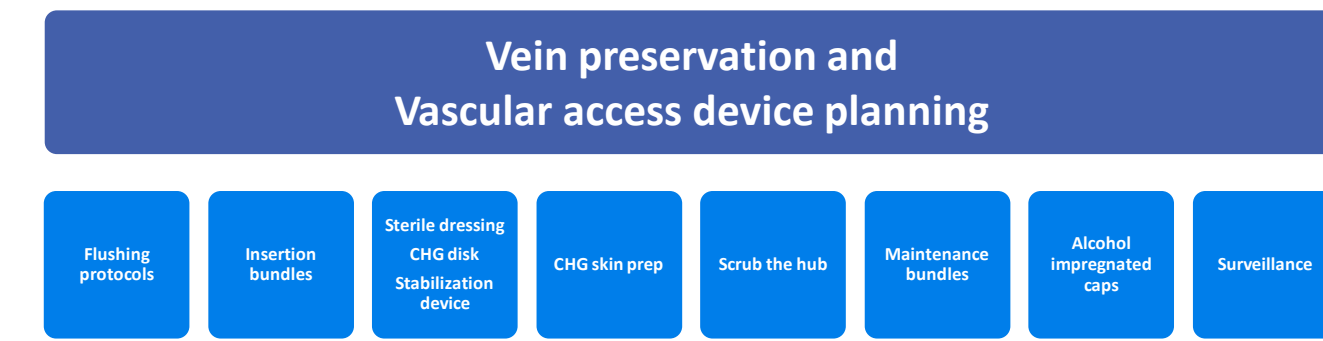 Vein preservation and
Vascular access device planning
Flushing
protocols
Insertion
bundles
Sterile dressing
CHG disk
Stabilization
device
CHG skin prep
Scrub the hub
Maintenance
bundles
Alcohol
impregnated
caps
Surveillance